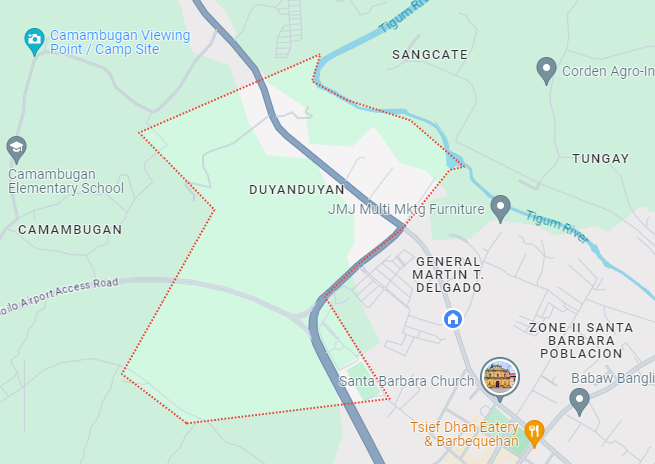 Camambugan Viewing
Point / Camp Site
Tigum Riv
SANGCATE
Corden Agro-In
TUNGAY
Camambugan
Elementary School
DUYANDUYAN
JMJ Multi Mktg Furniture
Tigum River
CAMAMBUGAN
GENERAL
MARTIN T.
DELGADO
oilo Airport Access Road
ZONE II SANTA
BARBARA
POBLACION
Santa Barbara Church
Babaw Bangli
Tsief Dhan Eatery
& Barbequehan